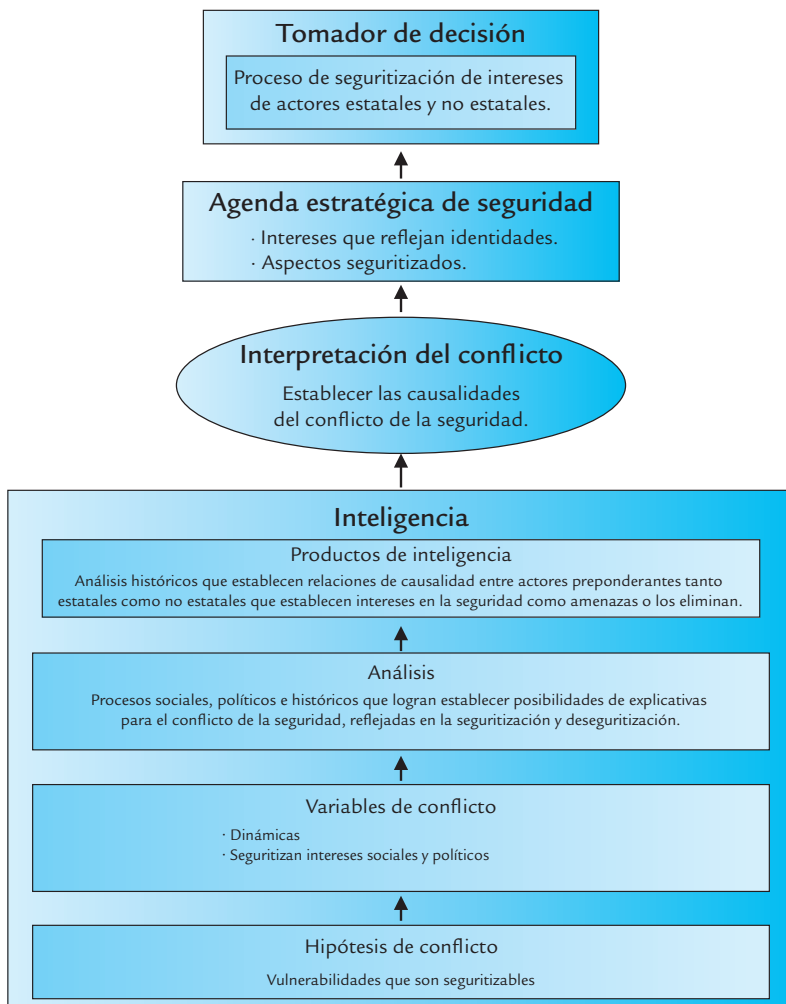 Tomador de decisión
Proceso de seguritización de intereses
de actores estatales y no estatales.
Agenda estratégica de seguridad
· Intereses que reflejan identidades.
· Aspectos seguritizados.
Interpretación del conflicto
Establecer las causalidades
del conflicto de la seguridad.
Inteligencia
Productos de inteligencia
Análisis históricos que establecen relaciones de causalidad entre actores preponderantes tanto
estatales como no estatales que establecen intereses en la seguridad como amenazas o los eliminan.
Análisis
Procesos sociales, políticos e históricos que logran establecer posibilidades de explicativas
para el conflicto de la seguridad, reflejadas en la seguritización y deseguritización.
Variables de conflicto
· Dinámicas
· Seguritizan intereses sociales y políticos
Hipótesis de conflicto
Vulnerabilidades que son seguritizables